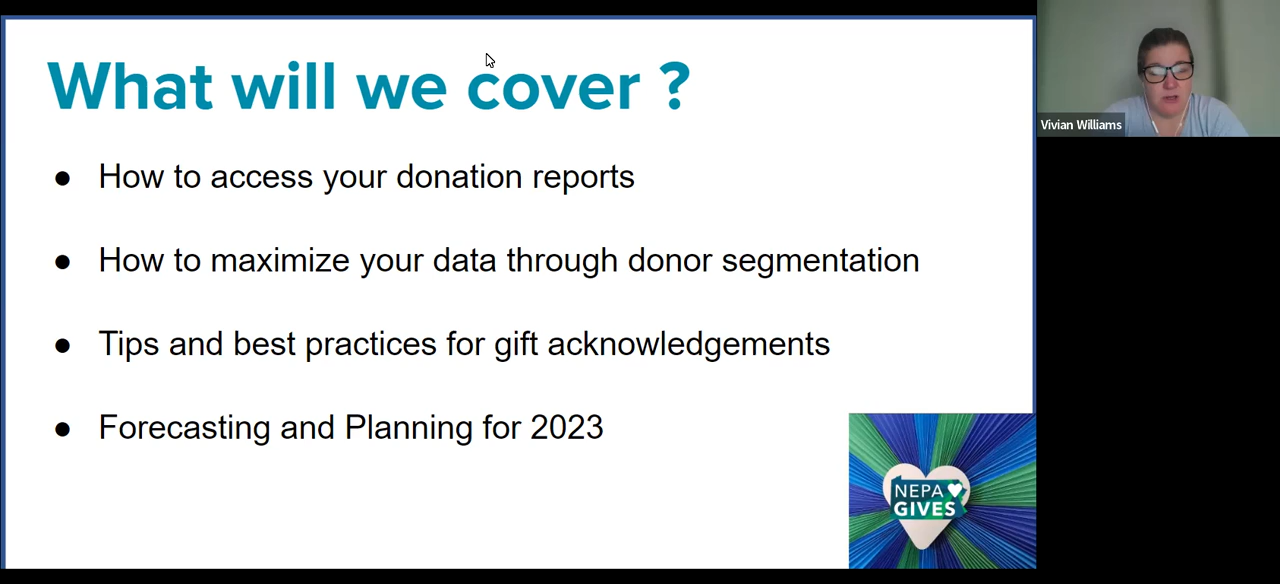 What will we cover ?
● How to access your donation reports
● How to maximize your data through donor segmentation
● Tips and best practices for gift acknowledgements
● Forecasting and Planning for 2023
NEPA
GIVES
Vivian Williams